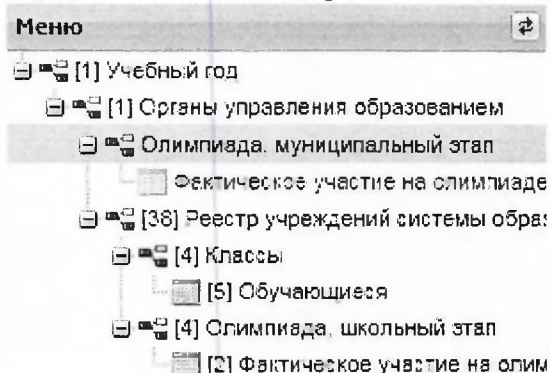 Меню
[1] Учебный год
[1] Органы управления образованием
Олимпиада, муниципальный этап
Фактическое участие на олимпиаде
[38] Реестр учреждений системы образ
[4] Классы
[5] Обучающиеся
[4] Олимпиада, школьный этап
[2] Фактическое участие на олим